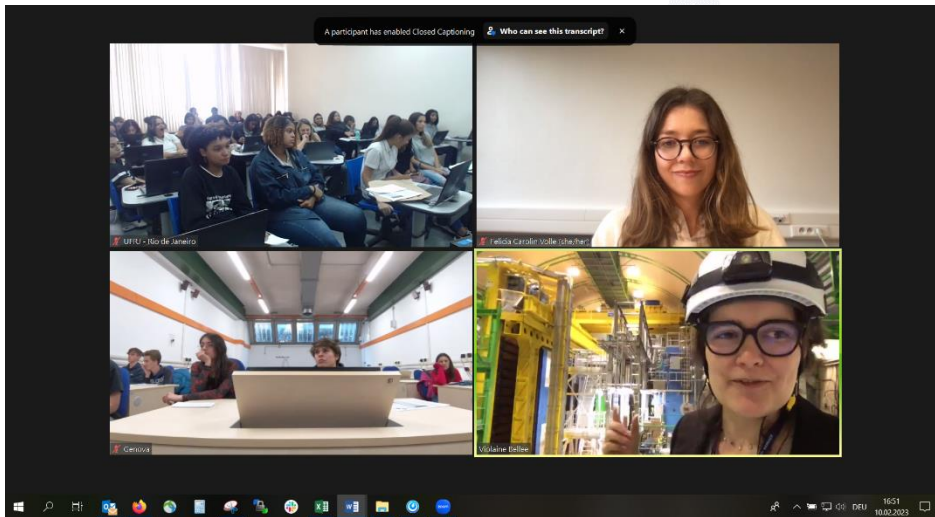 A participant has enabled Closed Captioning
Who can see this transcript?
UFRJ - Rio de Janeiro
Felicia Carolin Volle (she/her)
Genova
Violaine Bellee
DEU
16:51
10.02.2023